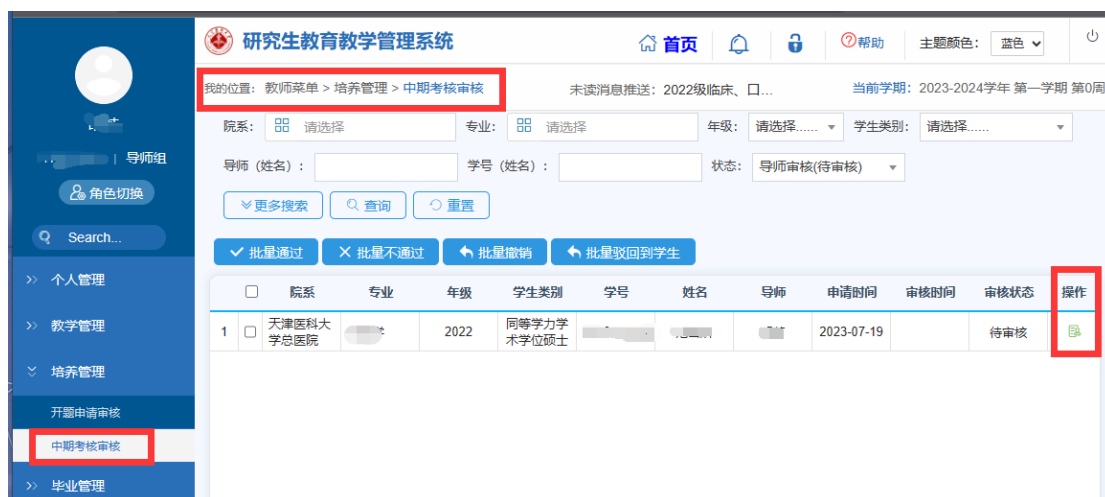 研究生教育教学管理系统 首页 帮助 主题颜色： 蓝色
我的位置： 教师菜单 > 培养管理 > 中期考核审核 未读消息推送：2022级临床、口... 当前学期：2023-2024学年 第一学期 第0周
| 导师组
角色切换
Search...
个人管理
教学管理
培养管理
开题申请审核
中期考核审核
毕业管理
院系： 请选择 专业： 请选择 年级： 请选择...... 学生类别： 请选择......
导师（姓名）： 学号（姓名）： 状态： 导师审核(待审核)
更多搜索 查询 重置
批量通过 批量不通过 批量撤销 批量驳回到学生
院系 专业 年级 学生类别 学号 姓名 导师 申请时间 审核时间 审核状态 操作
1 天津医科大学总医院 2022 同等学力学术学位硕士 2023-07-19 待审核